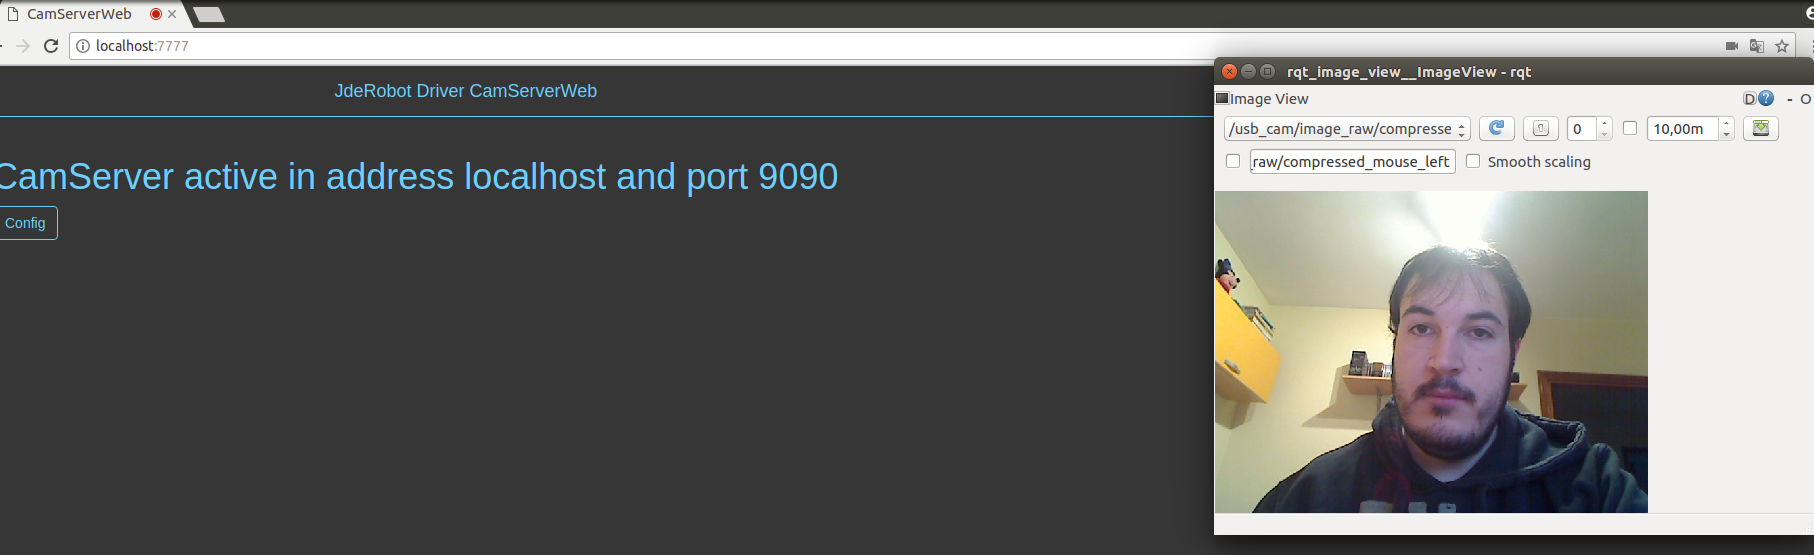 CamServerWeb
localhost:7777
JdeRobot Driver CamServerWeb
CamServer active in address localhost and port 9090
Config
rqt_image_view__ImageView - rqt
Image View
D ? - O
/usb_cam/image_raw/compresse
0
10,00m
raw/compressed_mouse_left
Smooth scaling